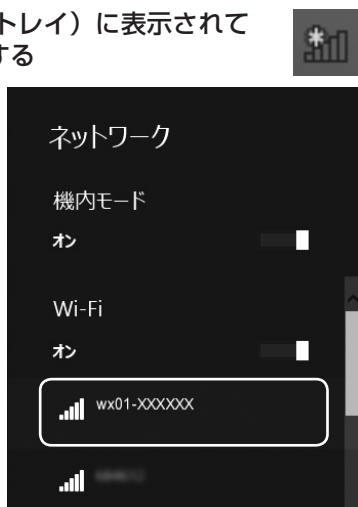 トレイ）に表示されて
する
ネットワーク
機内モード
オン
Wi-Fi
オン
wx01-XXXXXX